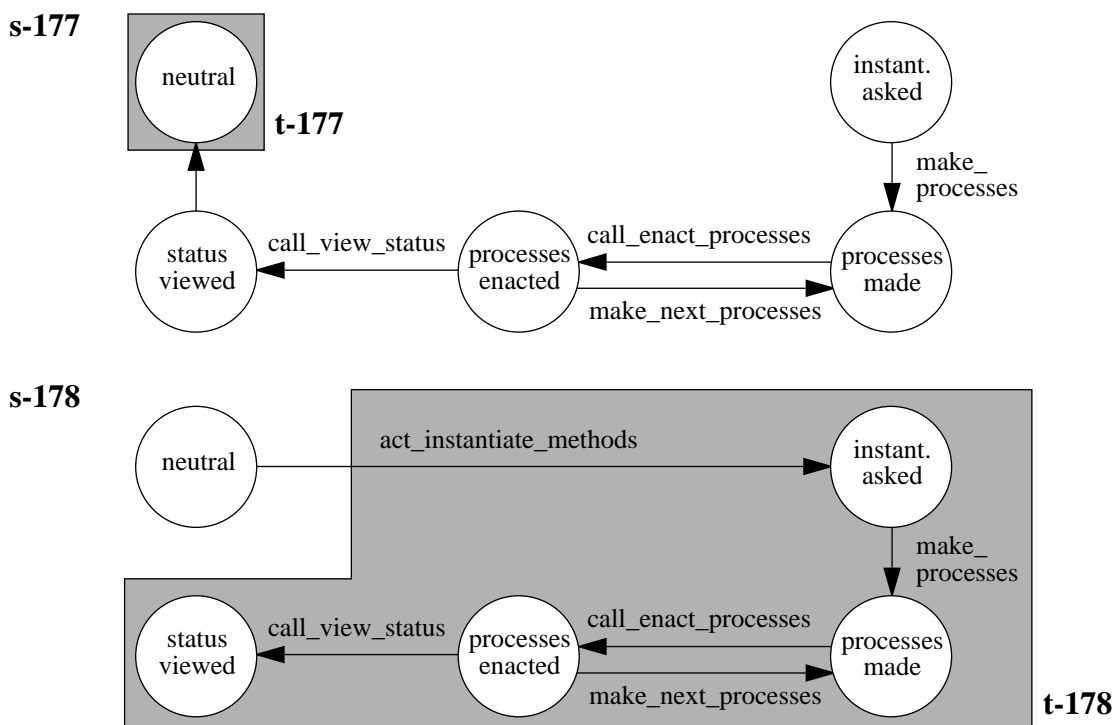 s-177
neutral
instant.
asked
t-177
make_
processes
status
viewed
call_view_status
processes
enacted
call_enact_processes
make_next_processes
processes
made
s-178
neutral
act_instantiate_methods
instant.
asked
make_
processes
status
viewed
call_view_status
processes
enacted
call_enact_processes
make_next_processes
processes
made
t-178